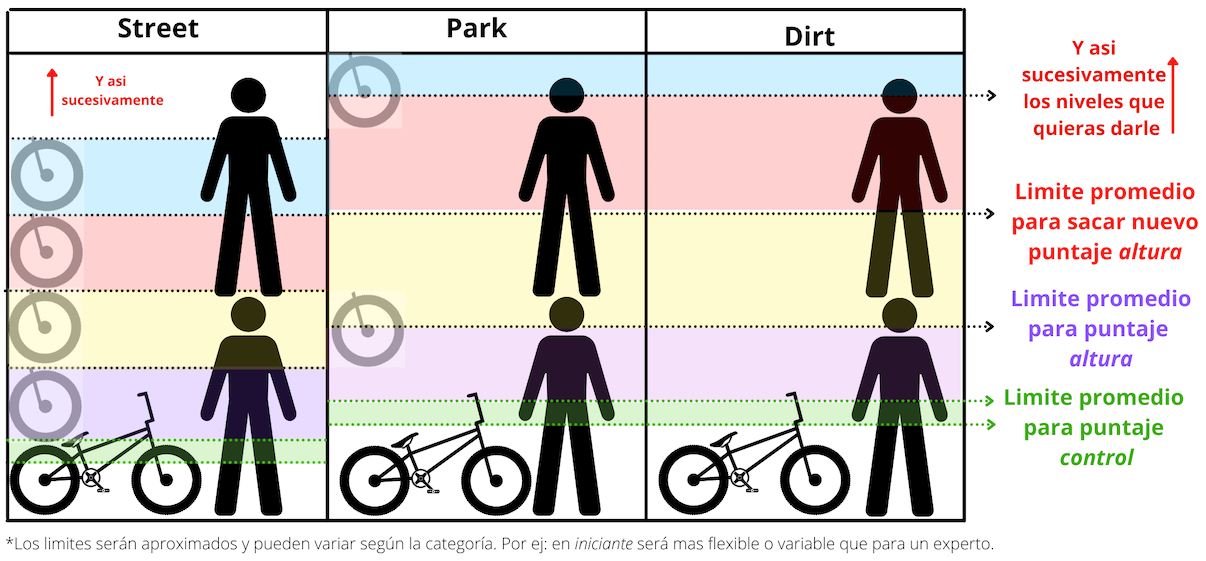 Street
Park
Dirt
Y asi
sucesivamente
Y asi
sucesivamente
los niveles que
quieras darle
Limite promedio
para sacar nuevo
puntaje altura
Limite promedio
para puntaje
altura
Limite promedio
para puntaje
control
*Los limites serán aproximados y pueden variar según la categoría. Por ej: en iniciante será mas flexible o variable que para un experto.